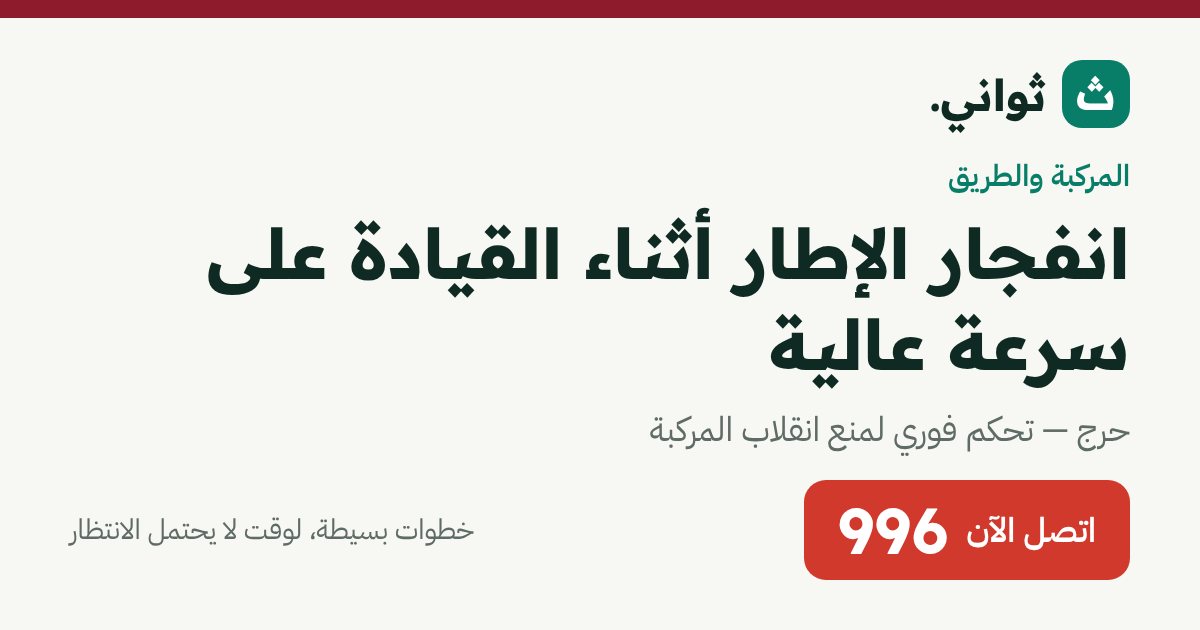 ث
ثواني.
المركبة والطريق
انفجار الإطار أثناء القيادة على
سرعة عالية
حرج — تحكم فوري لمنع انقلاب المركبة
اتصل الآن 996
خطوات بسيطة، لوقت لا يحتمل الانتظار